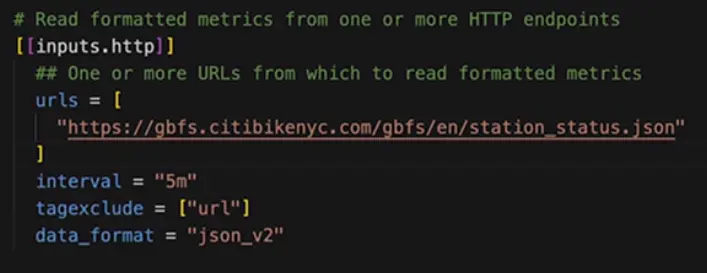 # Read formatted metrics from one or more HTTP endpoints
[[inputs.http]]
## One or more URLs from which to read formatted metrics
urls = [
"https://gbfs.citibikenyc.com/gbfs/en/station_status.json"
]
interval = "5m"
tagexclude = ["url"]
data_format = "json_v2"